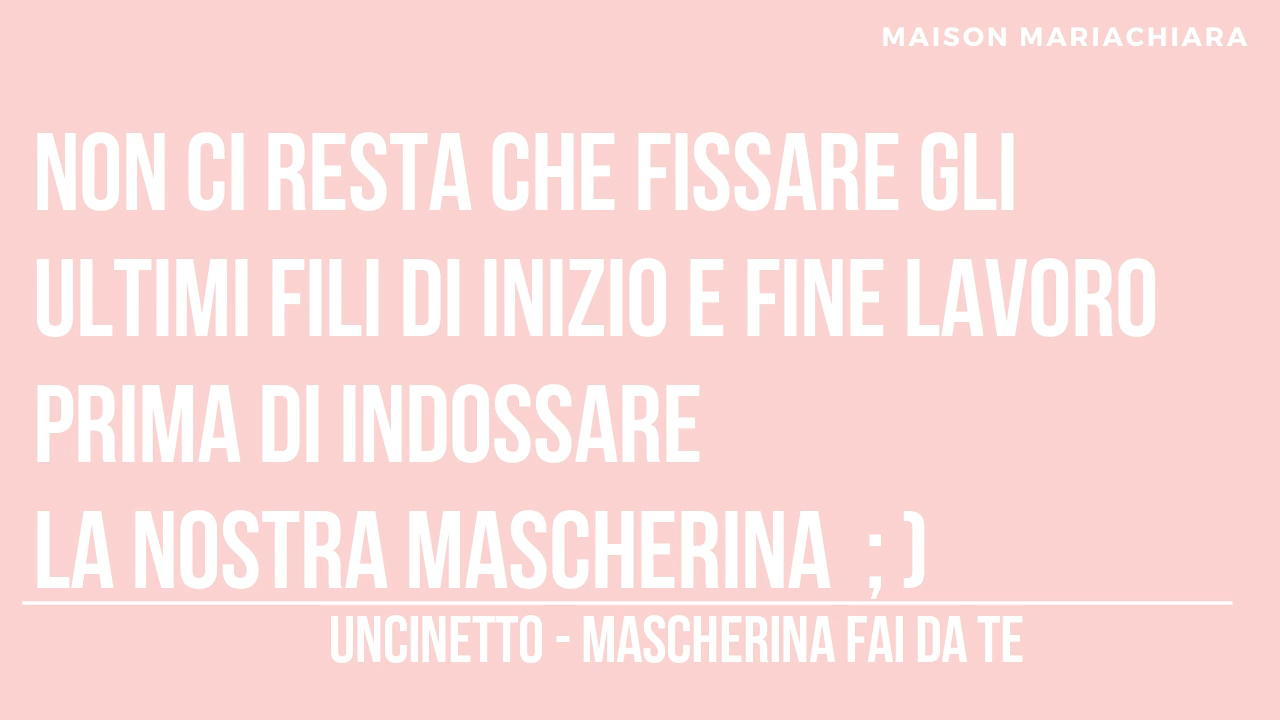 MAISON MARIACHIARA
NON CI RESTA CHE FISSARE GLI
ULTIMI FILI DI INIZIO E FINE LAVORO
PRIMA DI INDOSSARE
LA NOSTRA MASCHERINA ; )
UNCINETTO - MASCHERINA FAI DA TE